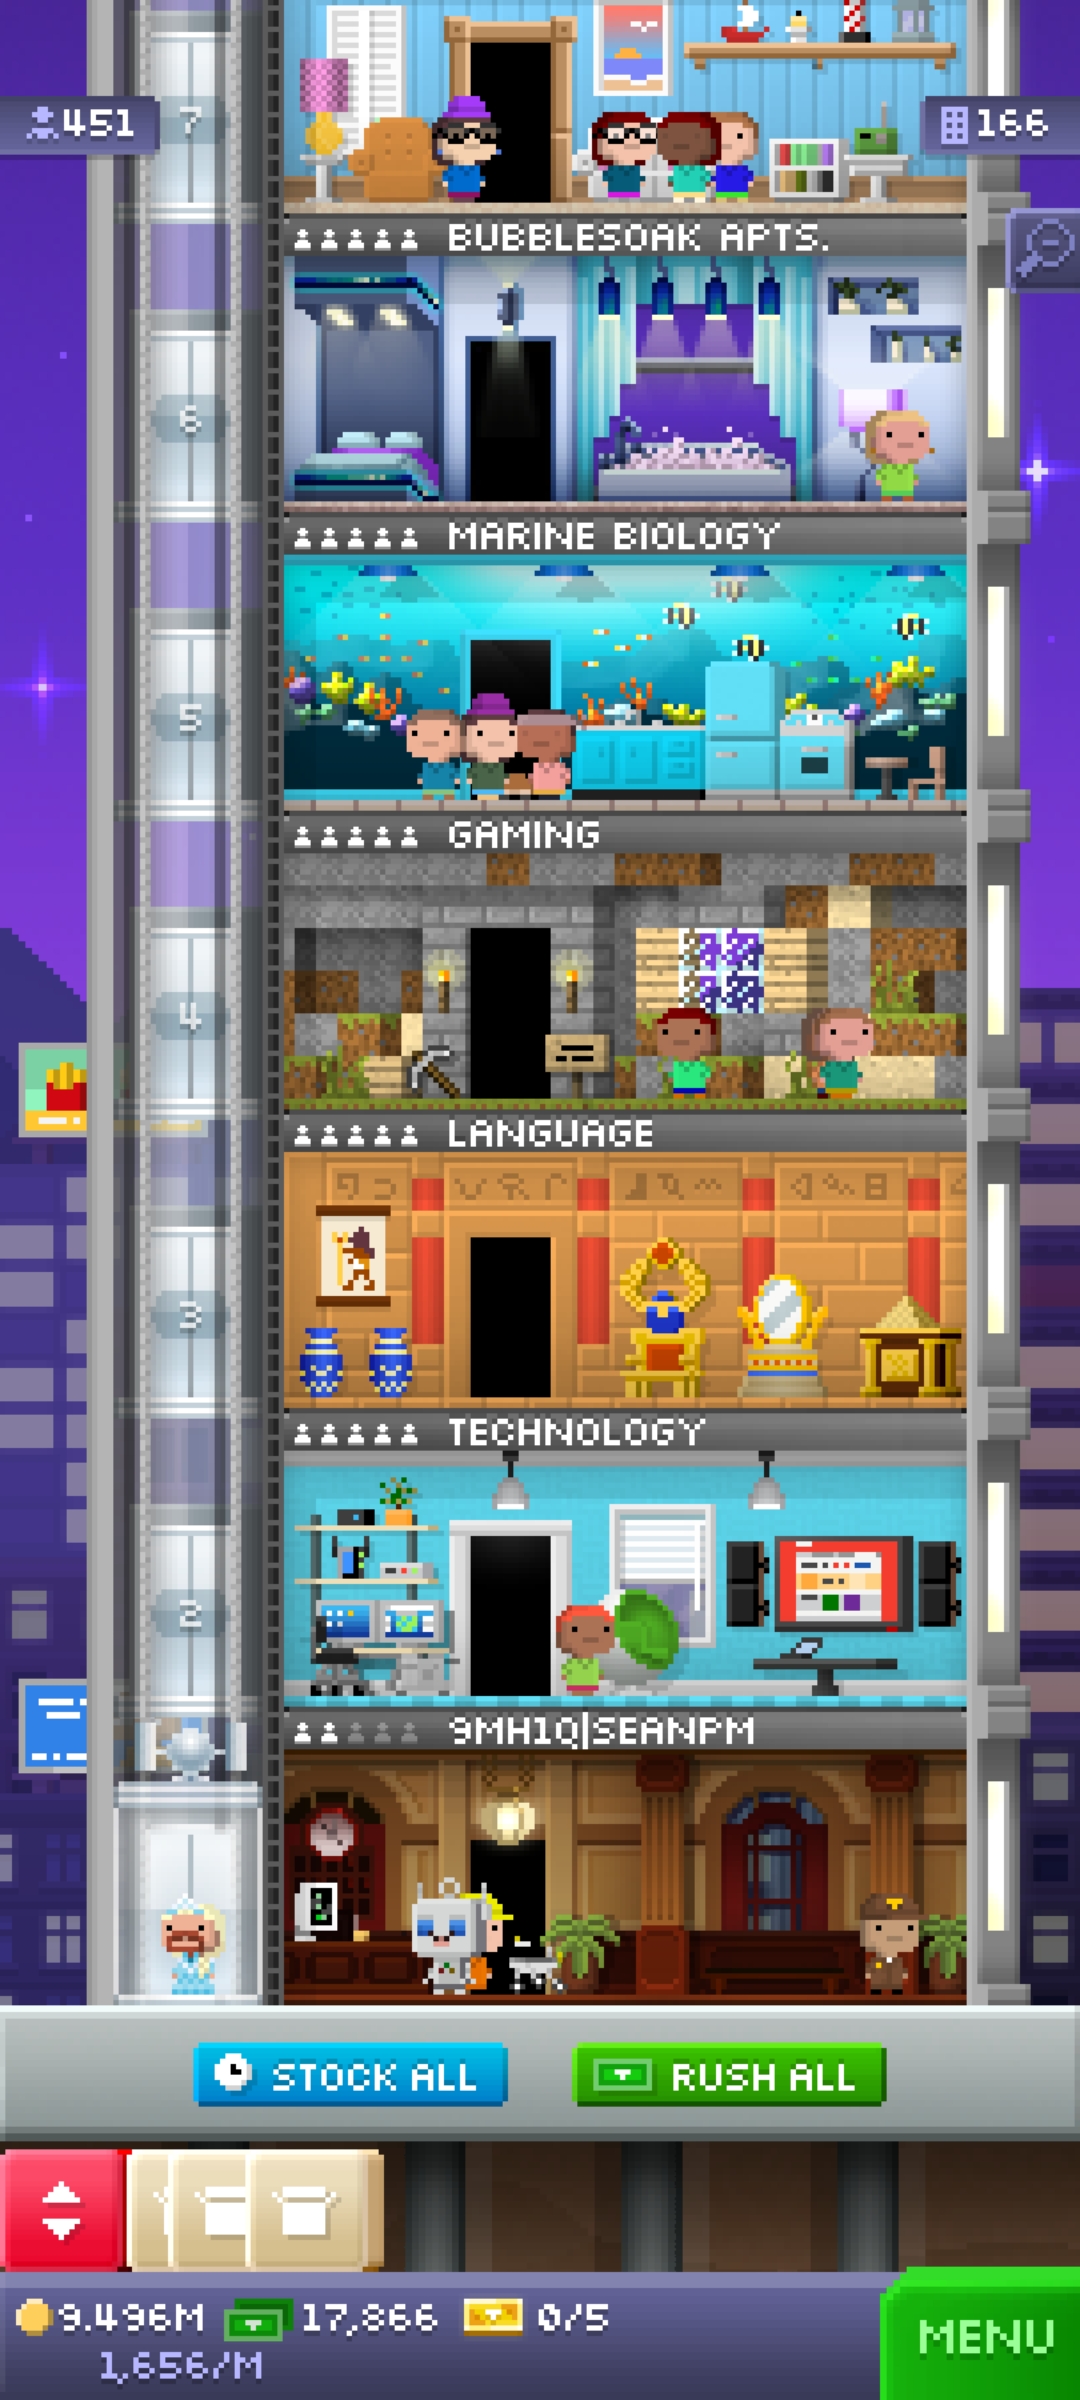 7
451
166
BUBBLESOAK APTS.
6
MARINE BIOLOGY
5
GAMING
4
LANGUAGE
3
TECHNOLOGY
2
9MH1Q|SEANPM
1
STOCK ALL
RUSH ALL
9.496M
17,866
0/5
1,656/M
MENU